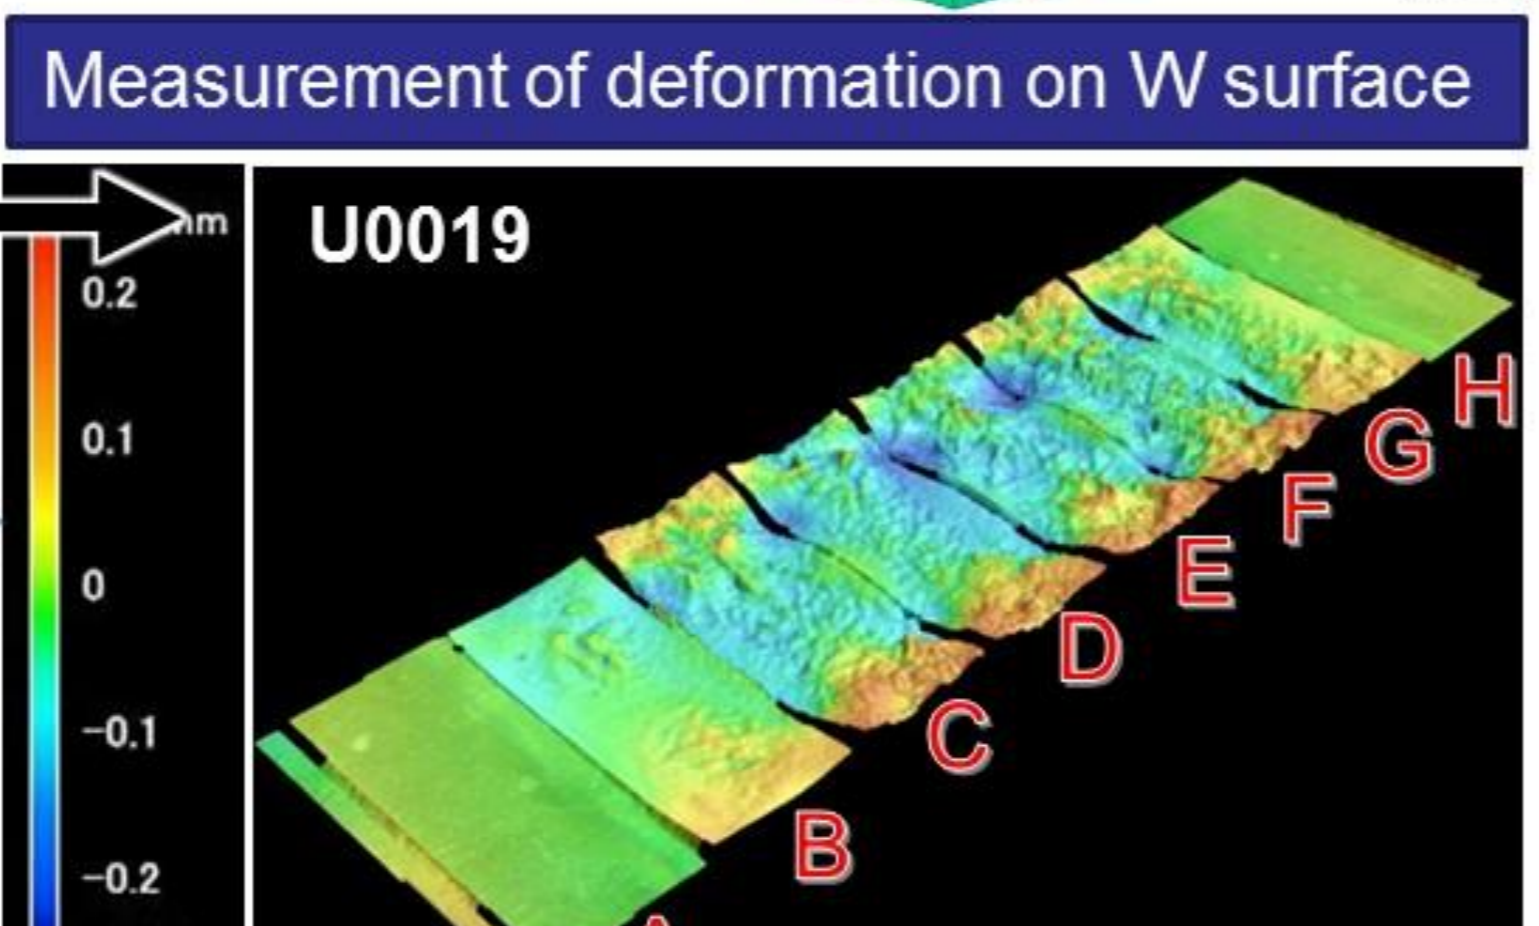 Measurement of deformation on W surface
U0019
0.2
0.1
0
−0.1
−0.2
H
G
F
E
D
C
B